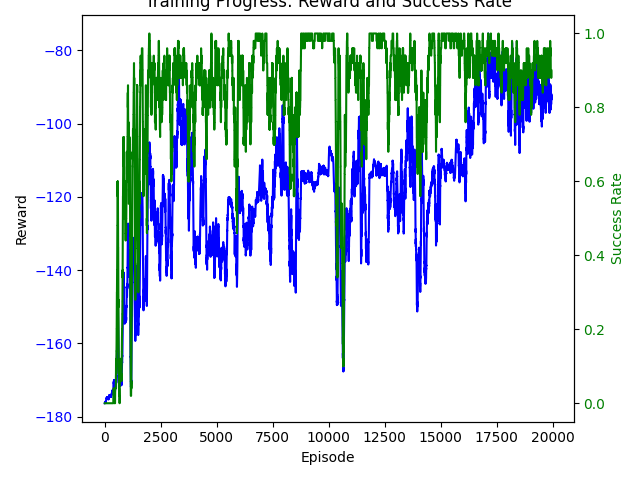 Training Progress: Reward and Success Rate
−80
−100
−120
−140
−160
−180
Reward
1.0
0.8
0.6
0.4
0.2
0.0
Success Rate
0 2500 5000 7500 10000 12500 15000 17500 20000
Episode